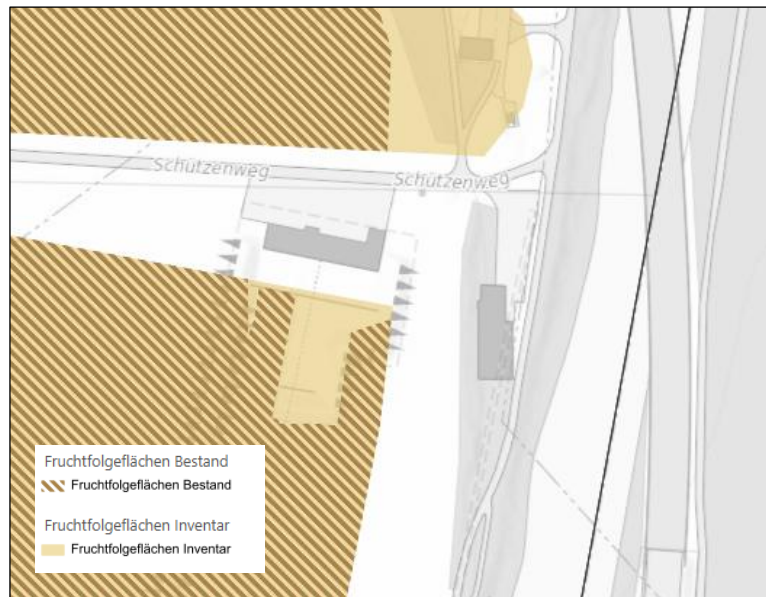 Schützenweg
Schützenweg
Fruchtfolgeflächen Bestand
Fruchtfolgeflächen Bestand
Fruchtfolgeflächen Inventar
Fruchtfolgeflächen Inventar